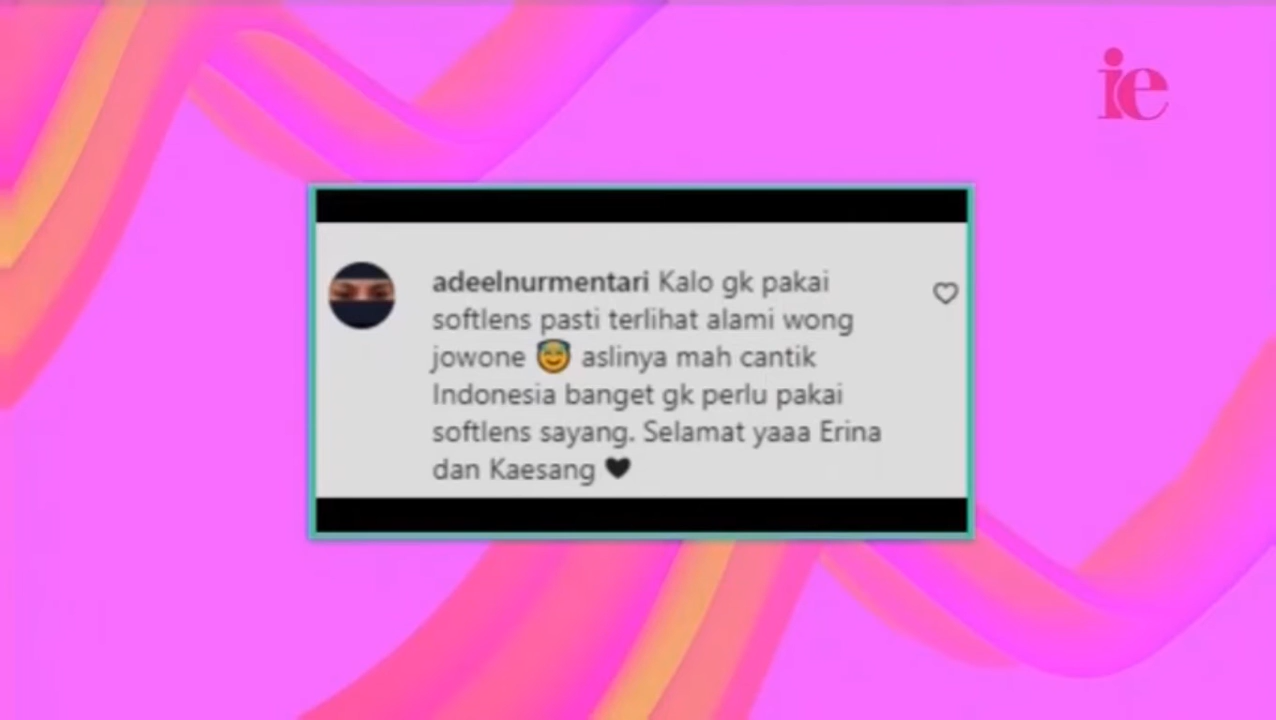 ie
adeelnurmentari Kalo gk pakai
softlens pasti terlihat alami wong
jowone 😇 aslinya mah cantik
Indonesia banget gk perlu pakai
softlens sayang. Selamat yaaa Erina
dan Kaesang 🖤